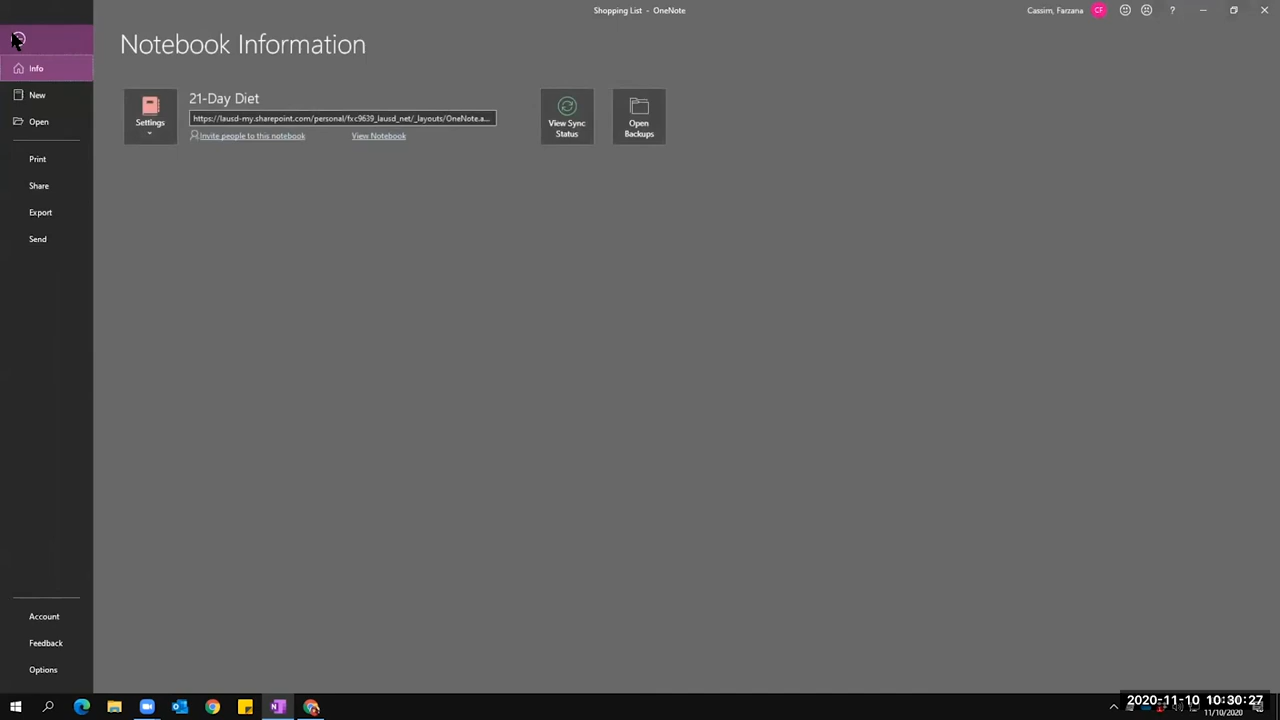 Shopping List - OneNote
Cassim, Farzana
CF
?
Notebook Information
Info
New
Open
Print
Share
Export
Send
Account
Feedback
Options
Settings
21-Day Diet
https://lausd-my.sharepoint.com/personal/fxc9639_lausd_net/_layouts/OneNote.a...
Invite people to this notebook
View Notebook
View Sync
Status
Open
Backups
2020-11-10 10:30:27
11/10/2020